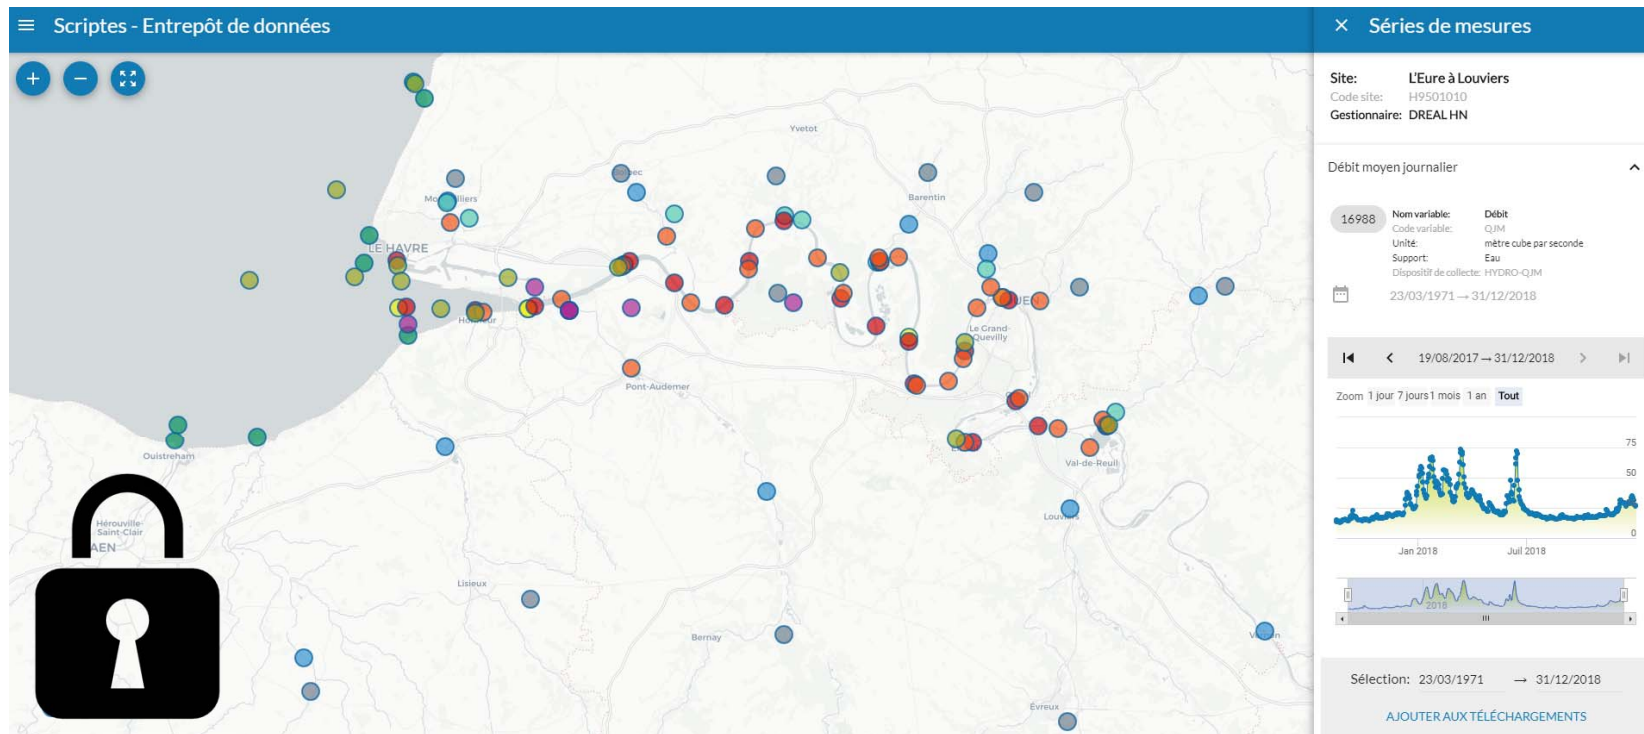 Scriptes - Entrepôt de données
Séries de mesures
Site: L'Eure à Louviers
Code site: H9501010
Gestionnaire: DREAL HN
Débit moyen journalier
16988
Nom variable: Débit
Code variable: QJM
Unité: mètre cube par seconde
Support: Eau
Dispositif de collecte: HYDRO-QJM
23/03/1971 → 31/12/2018
19/08/2017 → 31/12/2018
Zoom 1 jour 7 jours 1 mois 1 an Tout
75
50
0
Jan 2018 Juil 2018
2018
Sélection: 23/03/1971 → 31/12/2018
AJOUTER AUX TÉLÉCHARGEMENTS
Yvetot
Barentin
LE HAVRE
Le Grand-
Quevilly
Pont-Audemer
Ouistreham
Val-de-Reuil
Hérouville-
Saint-Clair
Lisieux
Bernay
Évreux